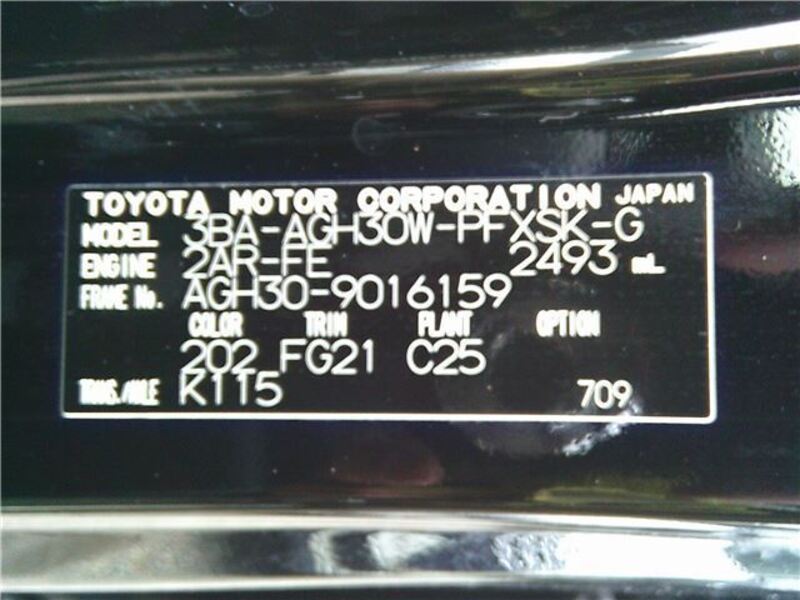 TOYOTA MOTOR CORPORATION JAPAN
MODEL 3BA-AGH30W-PFXSK-G
ENGINE 2AR-FE 2493 mL
FRAME No. AGH30-9016159
COLOR TRIM PLANT OPTION
202 FG21 C25
TRANS./AXLE K115 709